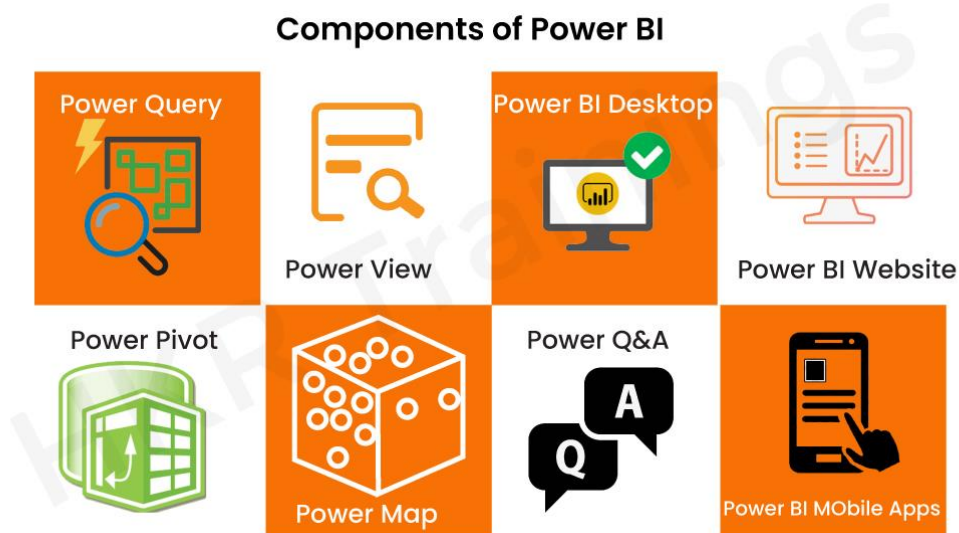 Components of Power BI
Power Query
Power View
Power BI Desktop
Power BI Website
Power Pivot
Power Map
Power Q&A
Q
A
Power BI MObile Apps
HKR Trainings